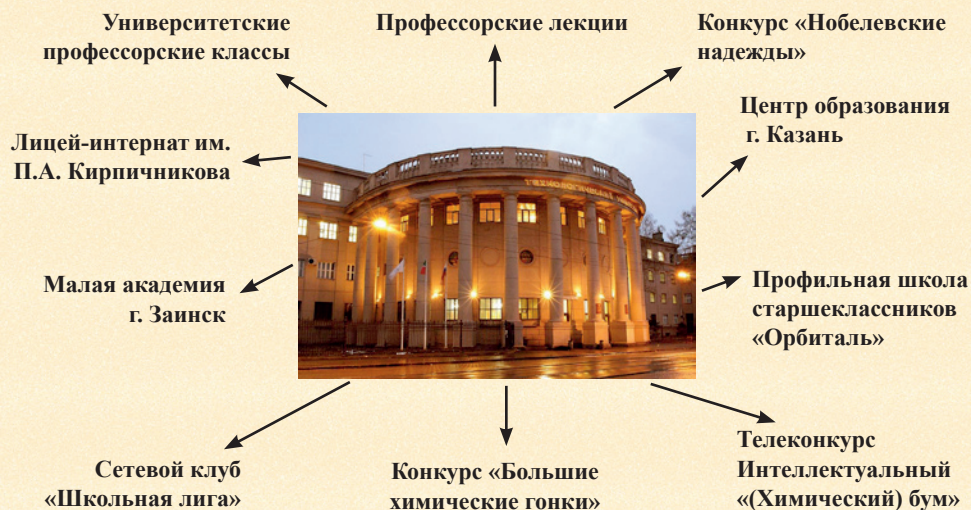 Университетские
профессорские классы
Профессорские лекции
Конкурс «Нобелевские
надежды»
Лицей-интернат им.
П.А. Кирпичникова
Центр образования
г. Казань
Малая академия
г. Заинск
Профильная школа
старшеклассников
«Орбиталь»
Сетевой клуб
«Школьная лига»
Конкурс «Большие
химические гонки»
Телеконкурс
Интеллектуальный
«(Химический) бум»